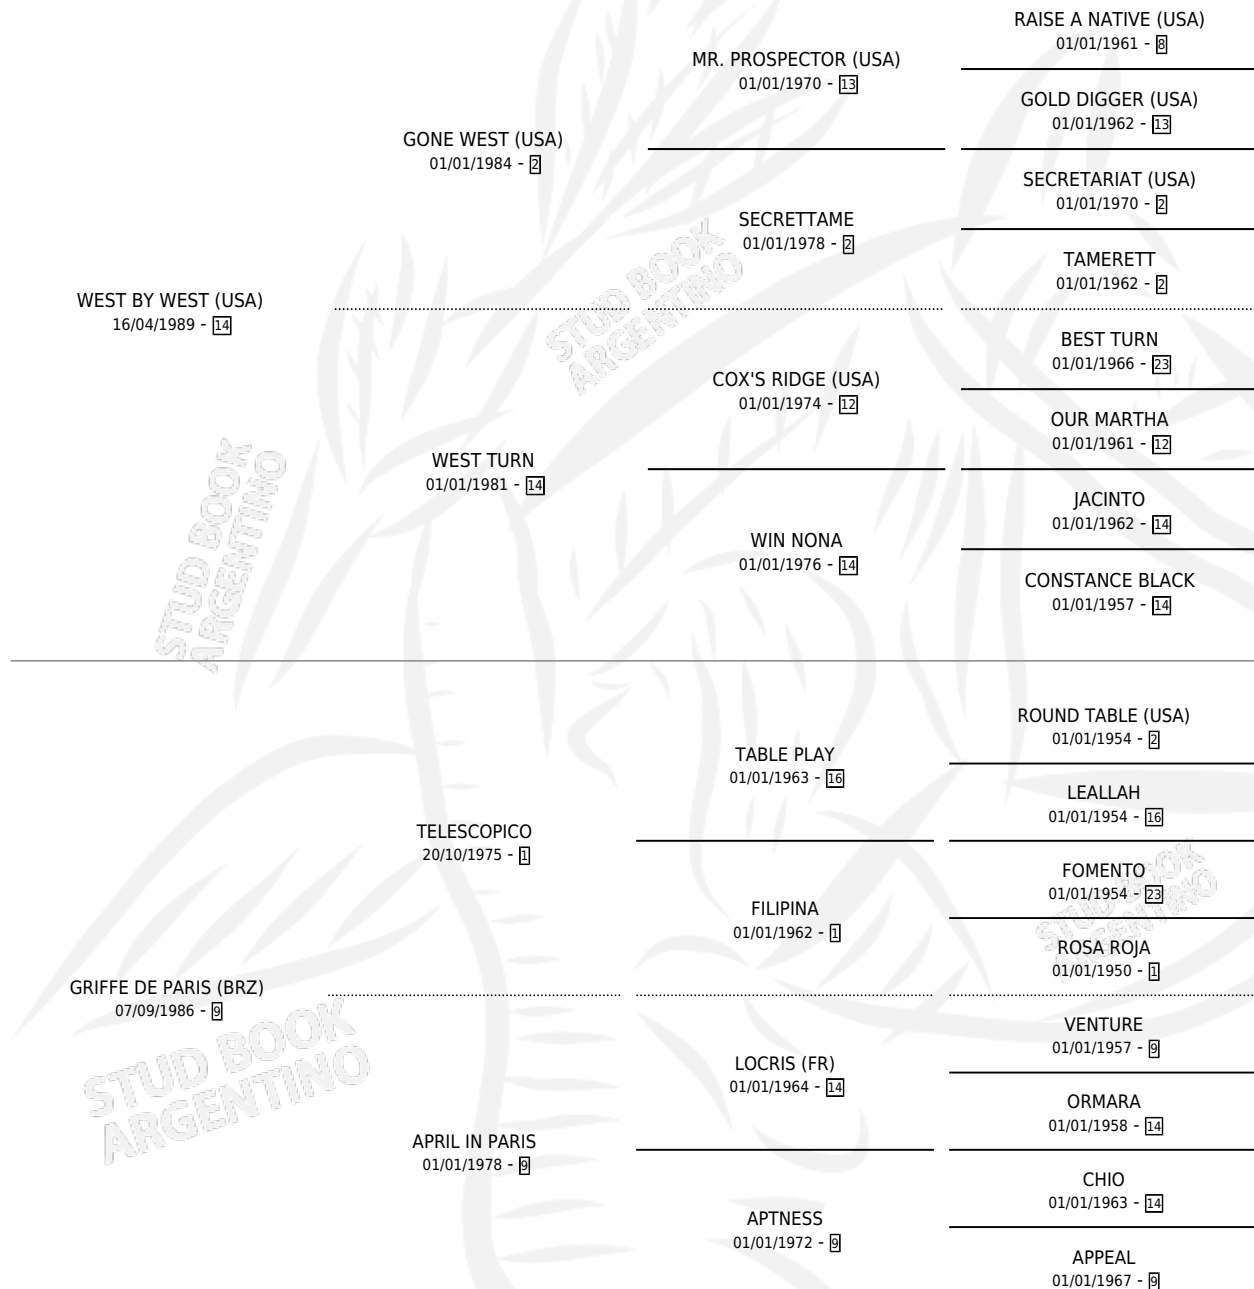 RAISE A NATIVE (USA)
01/01/1961 - 8
MR. PROSPECTOR (USA)
01/01/1970 - 13
GOLD DIGGER (USA)
01/01/1962 - 13
GONE WEST (USA)
01/01/1984 - 2
SECRETARIAT (USA)
01/01/1970 - 2
SECRETTAME
01/01/1978 - 2
TAMERETT
01/01/1962 - 2
WEST BY WEST (USA)
16/04/1989 - 14
BEST TURN
01/01/1966 - 23
COX'S RIDGE (USA)
01/01/1974 - 12
OUR MARTHA
01/01/1961 - 12
WEST TURN
01/01/1981 - 14
JACINTO
01/01/1962 - 14
WIN NONA
01/01/1976 - 14
CONSTANCE BLACK
01/01/1957 - 14
ROUND TABLE (USA)
01/01/1954 - 2
TABLE PLAY
01/01/1963 - 16
LEALLAH
01/01/1954 - 16
TELESCOPICO
20/10/1975 - 1
FOMENTO
01/01/1954 - 23
FILIPINA
01/01/1962 - 1
ROSA ROJA
01/01/1950 - 1
GRIFFE DE PARIS (BRZ)
07/09/1986 - 9
VENTURE
01/01/1957 - 9
LOCRIS (FR)
01/01/1964 - 14
ORMARA
01/01/1958 - 14
APRIL IN PARIS
01/01/1978 - 9
CHIO
01/01/1963 - 14
APTNESS
01/01/1972 - 9
APPEAL
01/01/1967 - 9
STUD BOOK
ARGENTINO
STUD BOOK
ARGENTINO
STUD BOOK
ARGENTINO
STUD BOOK
ARGENTINO